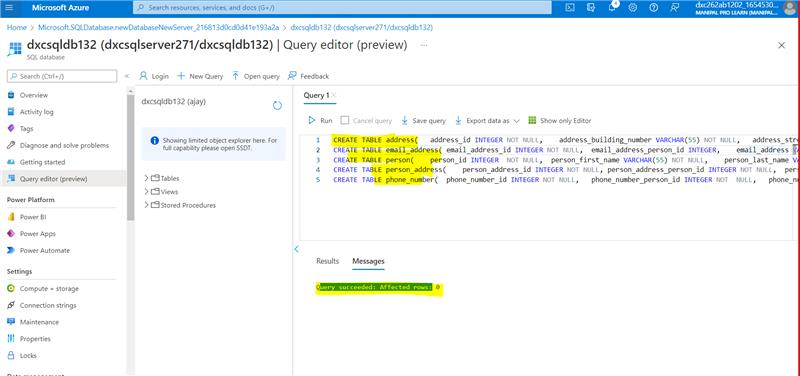 Microsoft Azure
Search resources, services, and docs (G+/)
4
dxc262ab1202_1654530...
MANIPAL PRO LEARN (MANIPAL...
Home > Microsoft.SQLDatabase.newDatabaseNewServer_216813d0cd0d41e193a2a > dxcsqldb132 (dxcsqlserver271/dxcsqldb132)
dxcsqldb132 (dxcsqlserver271/dxcsqldb132) | Query editor (preview) ...
SQL database
Search (Ctrl+/)
Login
New Query
Open query
Feedback
Overview
Activity log
Tags
Diagnose and solve problems
Getting started
Query editor (preview)
Power Platform
Power BI
Power Apps
Power Automate
Settings
Compute + storage
Connection strings
Maintenance
Properties
Locks
dxcsqldb132 (ajay)
Showing limited object explorer here. For
full capability please open SSDT.
Tables
Views
Stored Procedures
Query 1
Run
Cancel query
Save query
Export data as
Show only Editor
1 CREATE TABLE address( address_id INTEGER NOT NULL, address_building_number VARCHAR(55) NOT NULL, address_stre
2 CREATE TABLE email_address( email_address_id INTEGER NOT NULL, email_address_person_id INTEGER, email_address VA
3 CREATE TABLE person( person_id INTEGER NOT NULL, person_first_name VARCHAR(55) NOT NULL, person_last_name VAR
4 CREATE TABLE person_address( person_address_id INTEGER NOT NULL, person_address_person_id INTEGER NOT NULL, per
5 CREATE TABLE phone_number( phone_number_id INTEGER NOT NULL, phone_number_person_id INTEGER NOT NULL, phone_n
Results
Messages
Query succeeded: Affected rows: 0